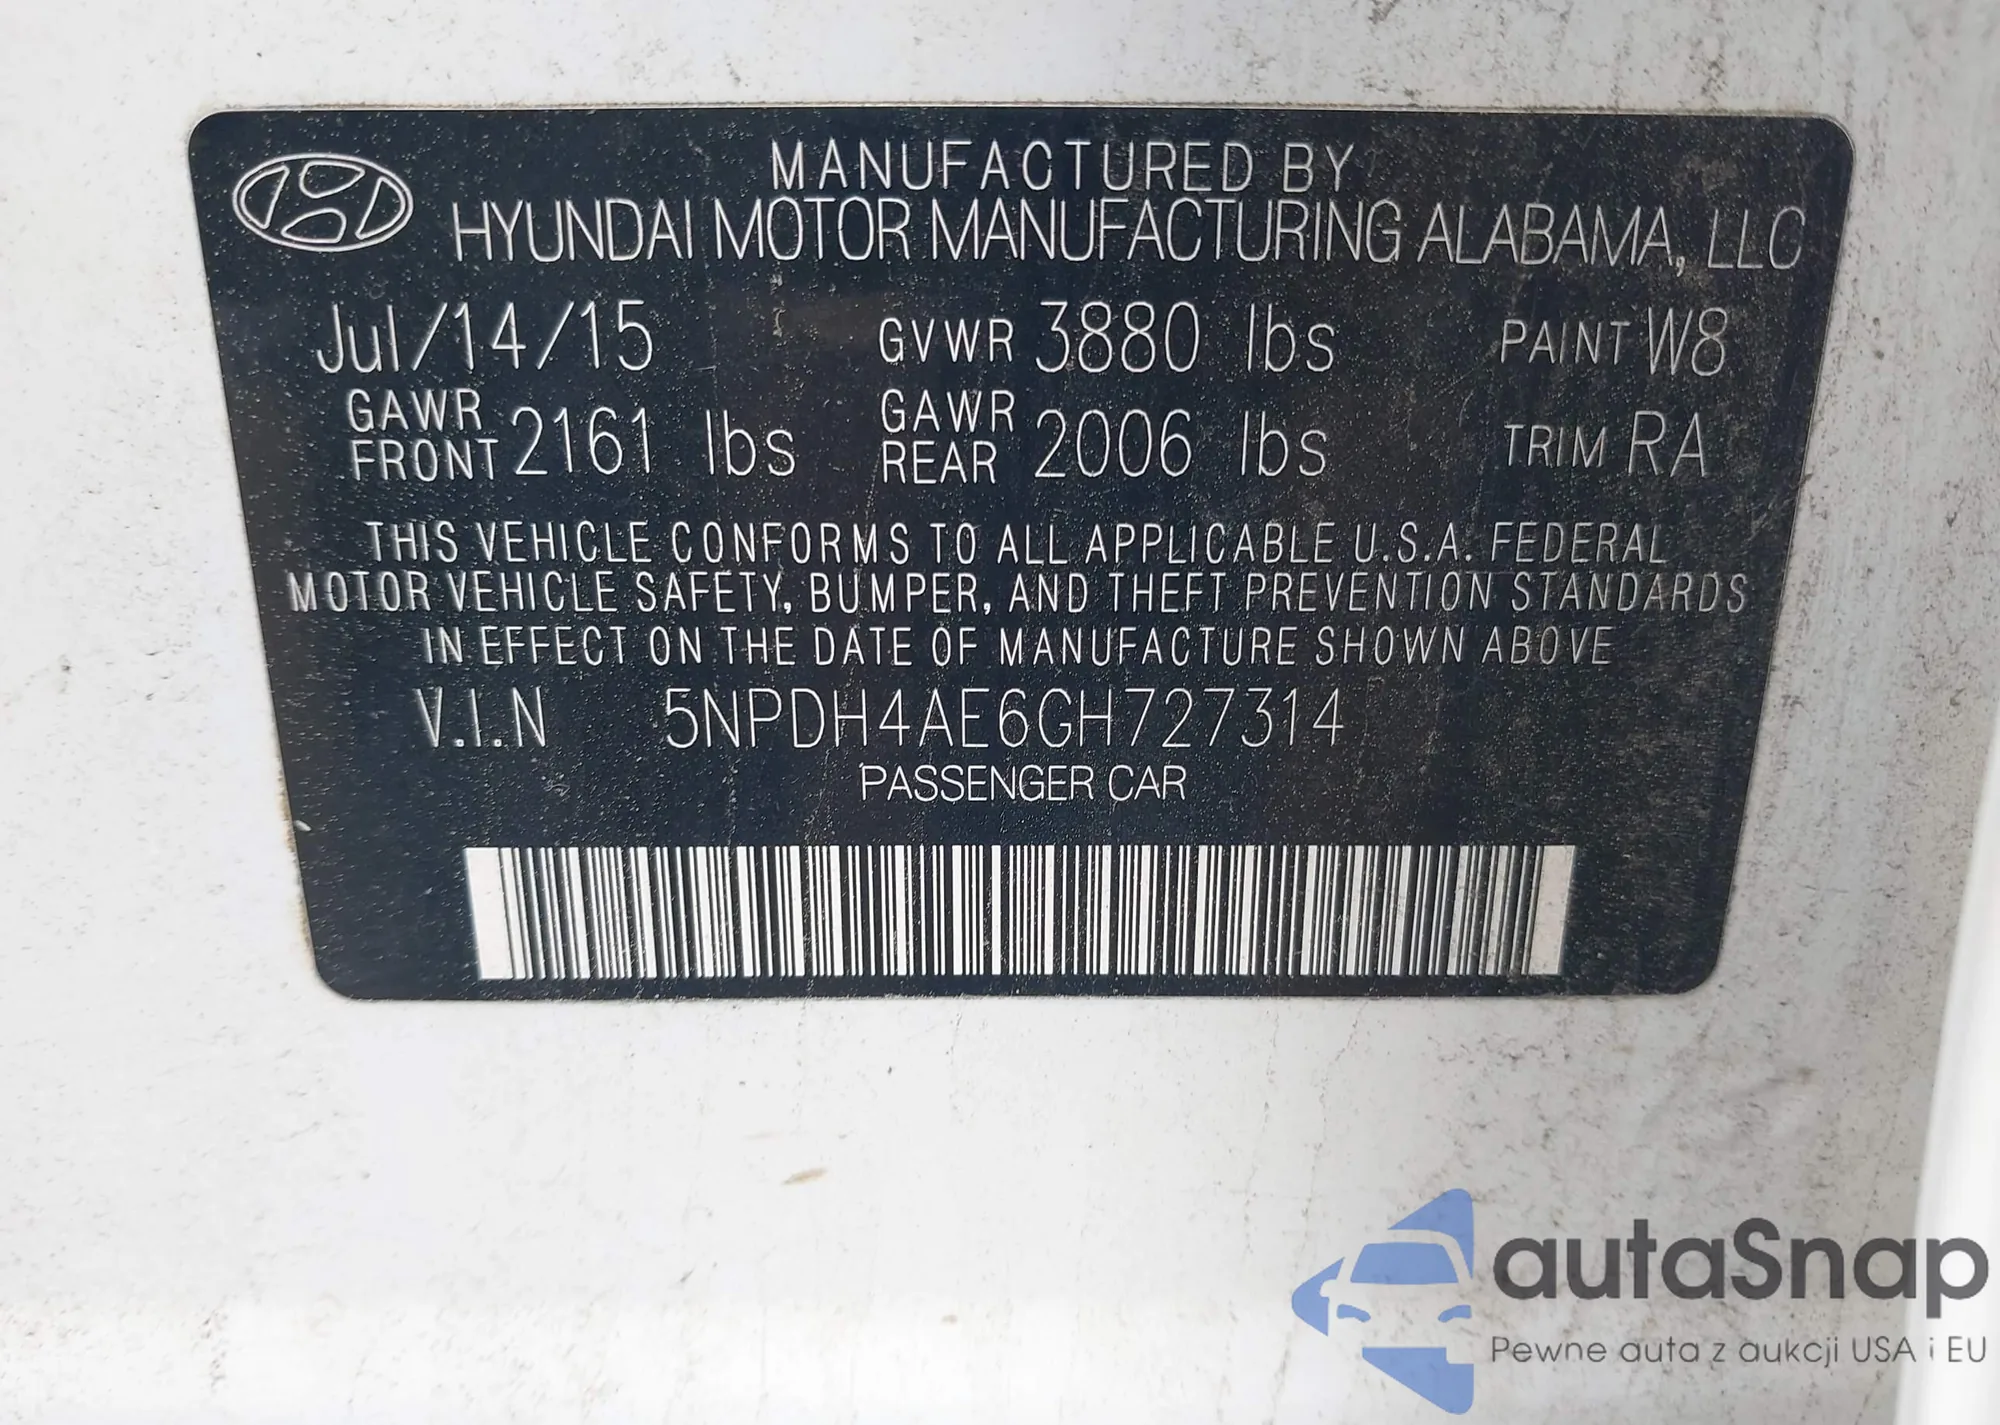 MANUFACTURED BY
HYUNDAI MOTOR MANUFACTURING ALABAMA, LLC
Jul/14/15 GVWR 3880 lbs PAINT W8
GAWR FRONT 2161 lbs GAWR REAR 2006 lbs TRIM RA
THIS VEHICLE CONFORMS TO ALL APPLICABLE U.S.A. FEDERAL
MOTOR VEHICLE SAFETY, BUMPER, AND THEFT PREVENTION STANDARDS
IN EFFECT ON THE DATE OF MANUFACTURE SHOWN ABOVE
V.I.N 5NPDH4AE6GH727314
PASSENGER CAR
autaSnap
Pewne auta z aukcji USA i EU